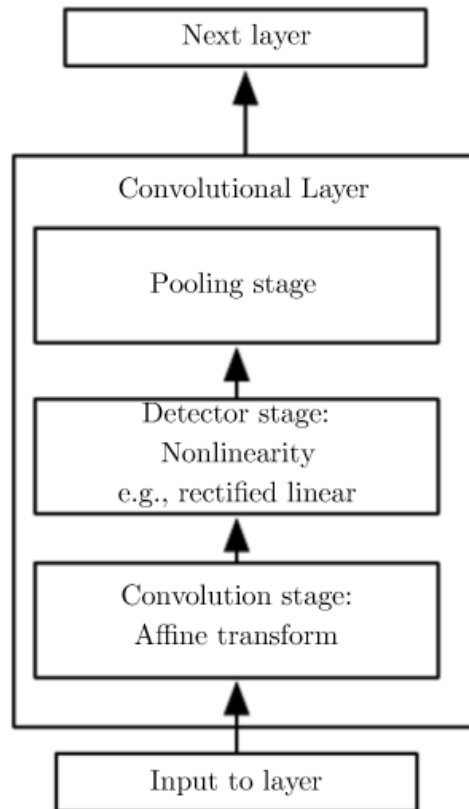 Next layer
Convolutional Layer
Pooling stage
Detector stage:
Nonlinearity
e.g., rectified linear
Convolution stage:
Affine transform
Input to layer